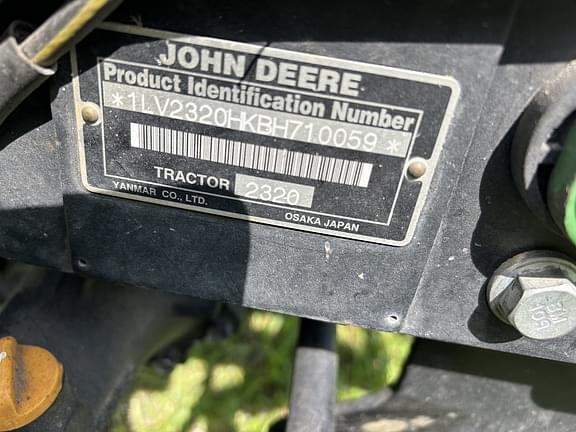 JOHN DEERE
Product Identification Number
*1LV2320HKBH710059*
TRACTOR 2320
YANMAR CO., LTD. OSAKA JAPAN